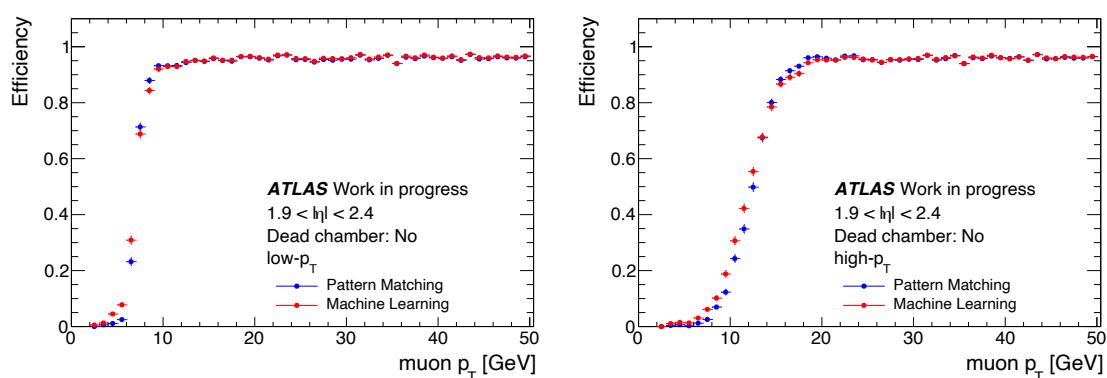 Efficiency
1
0.8
0.6
0.4
0.2
0
ATLAS Work in progress
1.9 < |η| < 2.4
Dead chamber: No
low-p_T
Pattern Matching
Machine Learning
0 10 20 30 40 50
muon p_T [GeV]
Efficiency
1
0.8
0.6
0.4
0.2
0
ATLAS Work in progress
1.9 < |η| < 2.4
Dead chamber: No
high-p_T
Pattern Matching
Machine Learning
0 10 20 30 40 50
muon p_T [GeV]